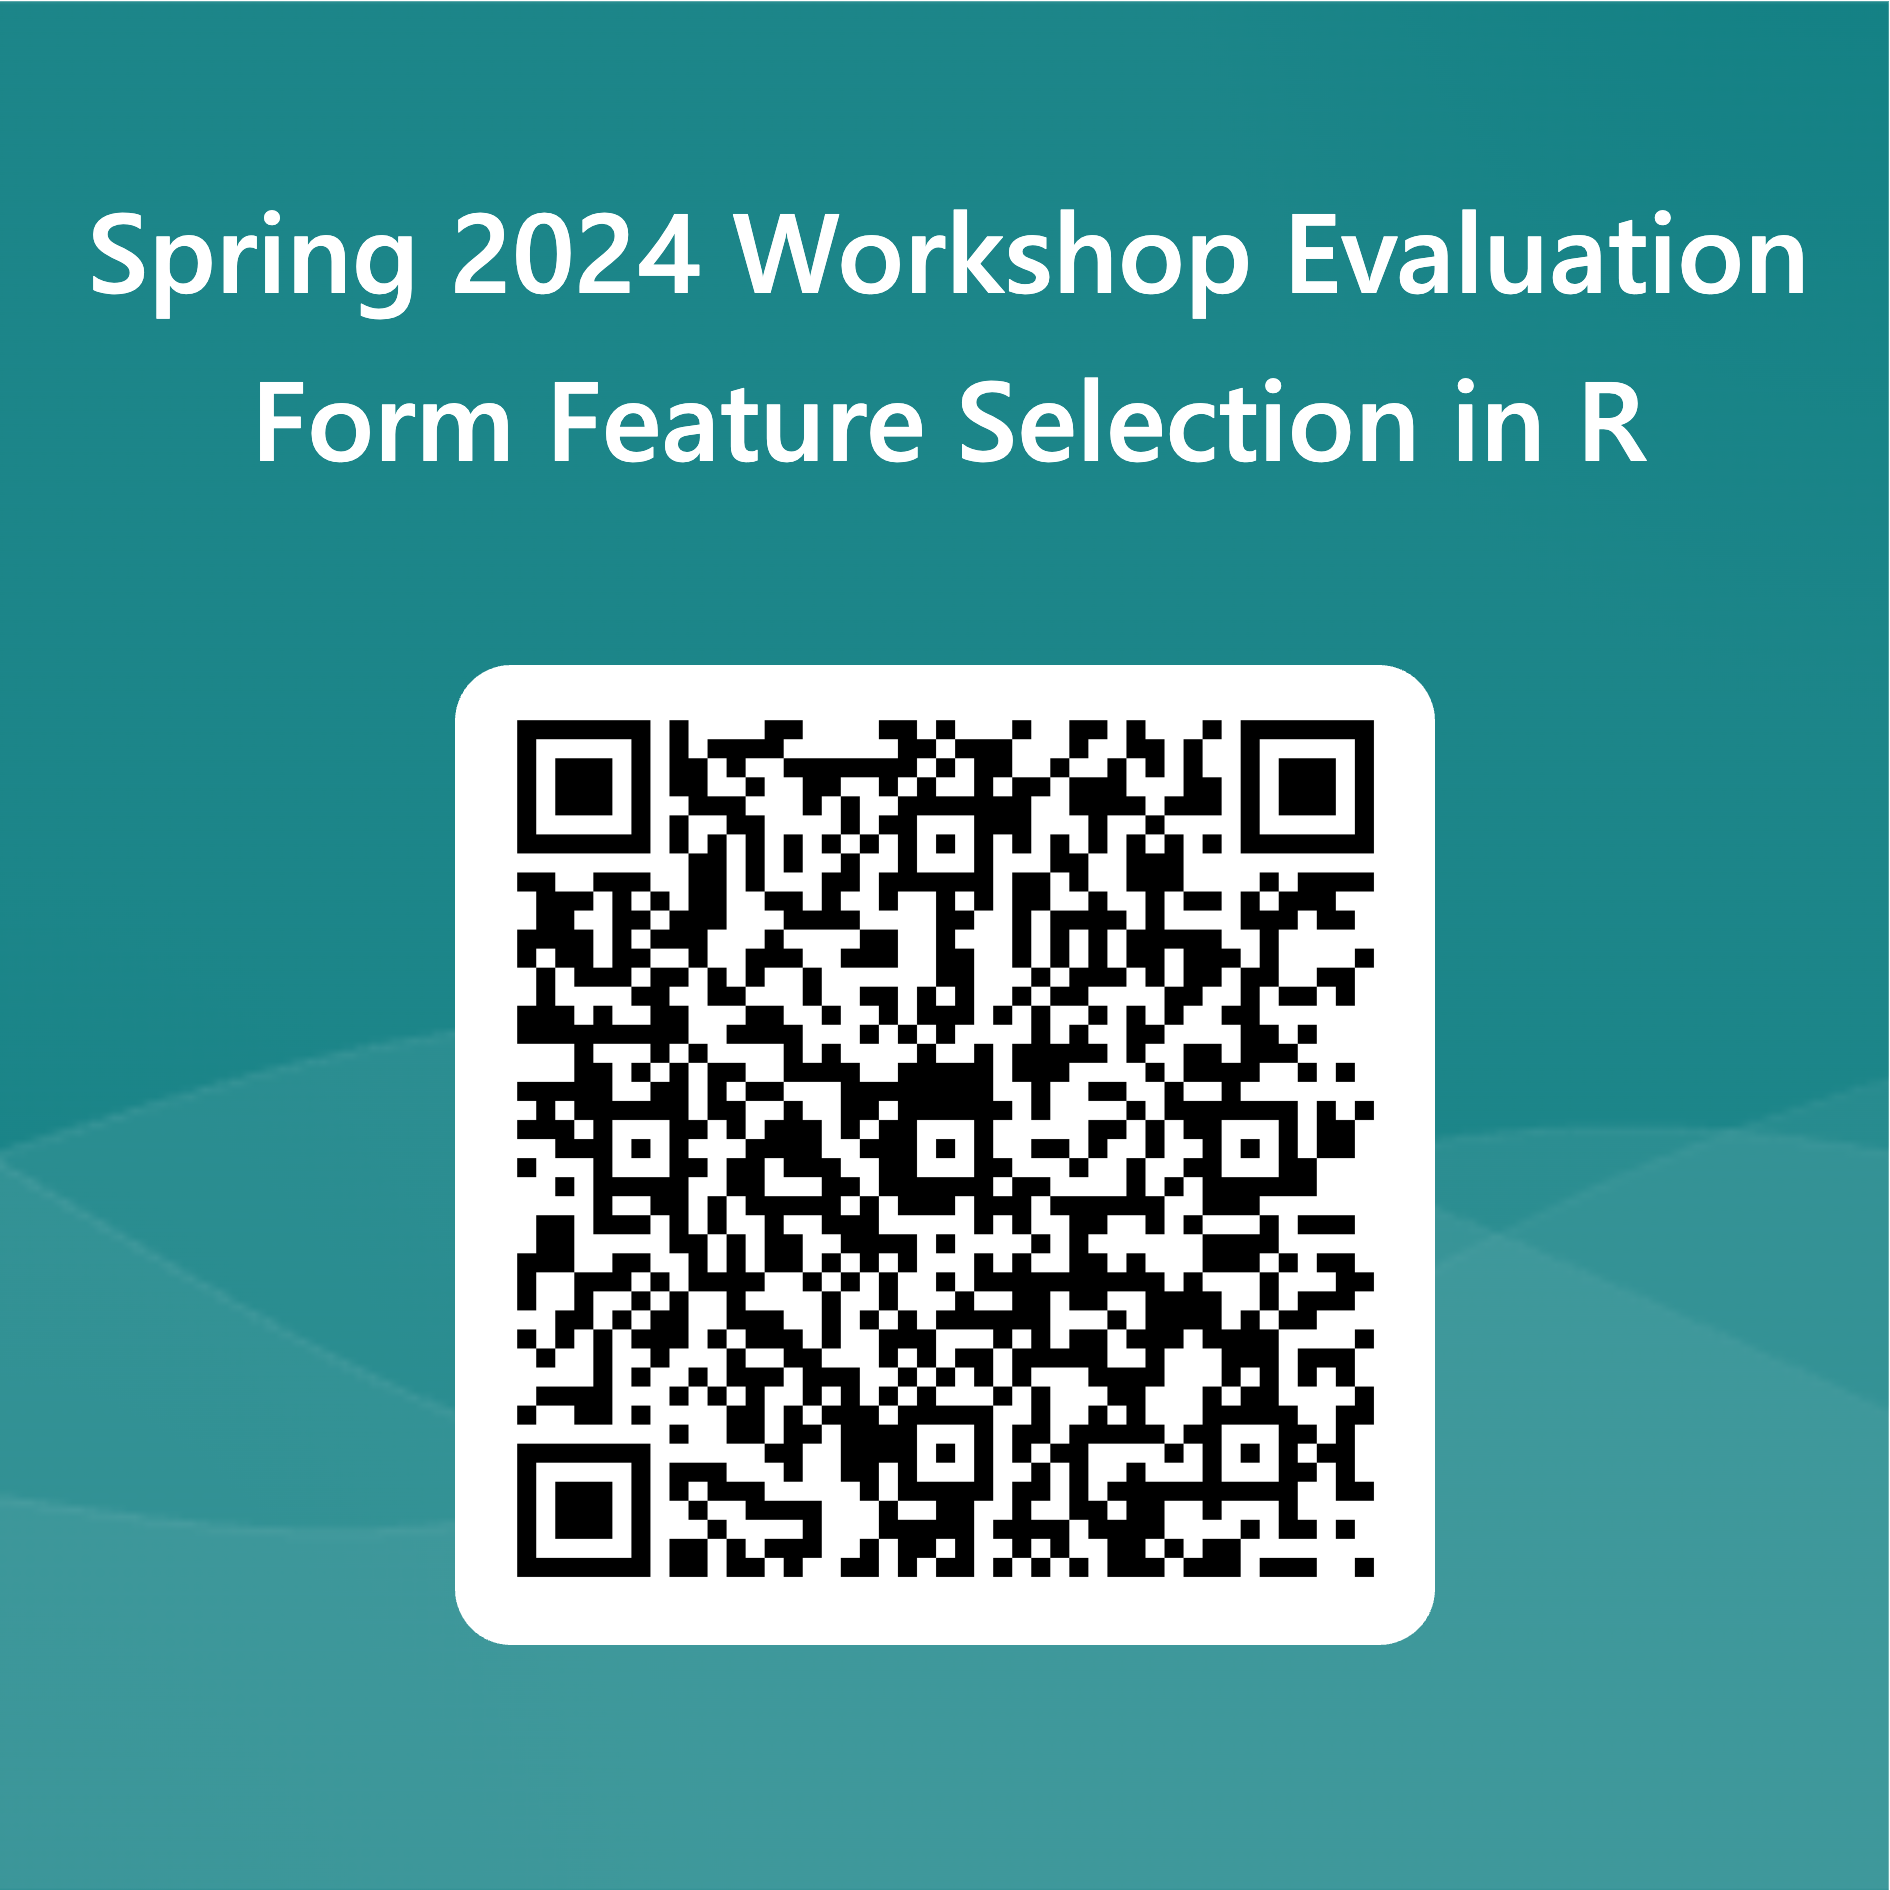 Spring 2024 Workshop Evaluation
Form Feature Selection in R